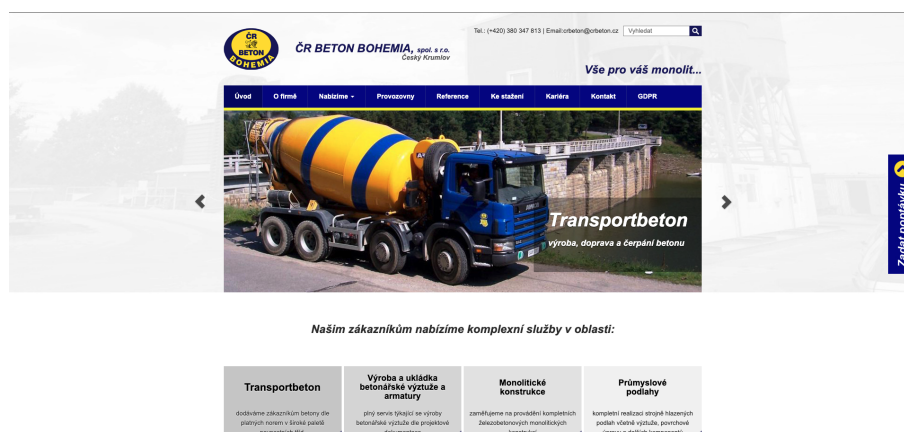 ČR
BETON
BOHEMIA
ČR BETON BOHEMIA, spol. s r.o.
Český Krumlov
Tel.: (+420) 380 347 813 | Email:crbeton@crbeton.cz
Vyhledat
Vše pro váš monolit...
Úvod O firmě Nabízíme Provozovny Reference Ke stažení Kariéra Kontakt GDPR
Transportbeton
výroba, doprava a čerpání betonu
Zadat poptávku
Našim zákazníkům nabízíme komplexní služby v oblasti:
Transportbeton
dodáváme zákazníkům betony dle
platných norem v široké paletě
Výroba a ukládka
betonářské výztuže a
armatury
plný servis týkající se výroby
betonářské výztuže dle projektové
Monolitické
konstrukce
zaměřujeme na provádění kompletních
železobetonových monolitických
Průmyslové
podlahy
kompletní realizaci strojně hlazených
podlah včetně výztuže, povrchové